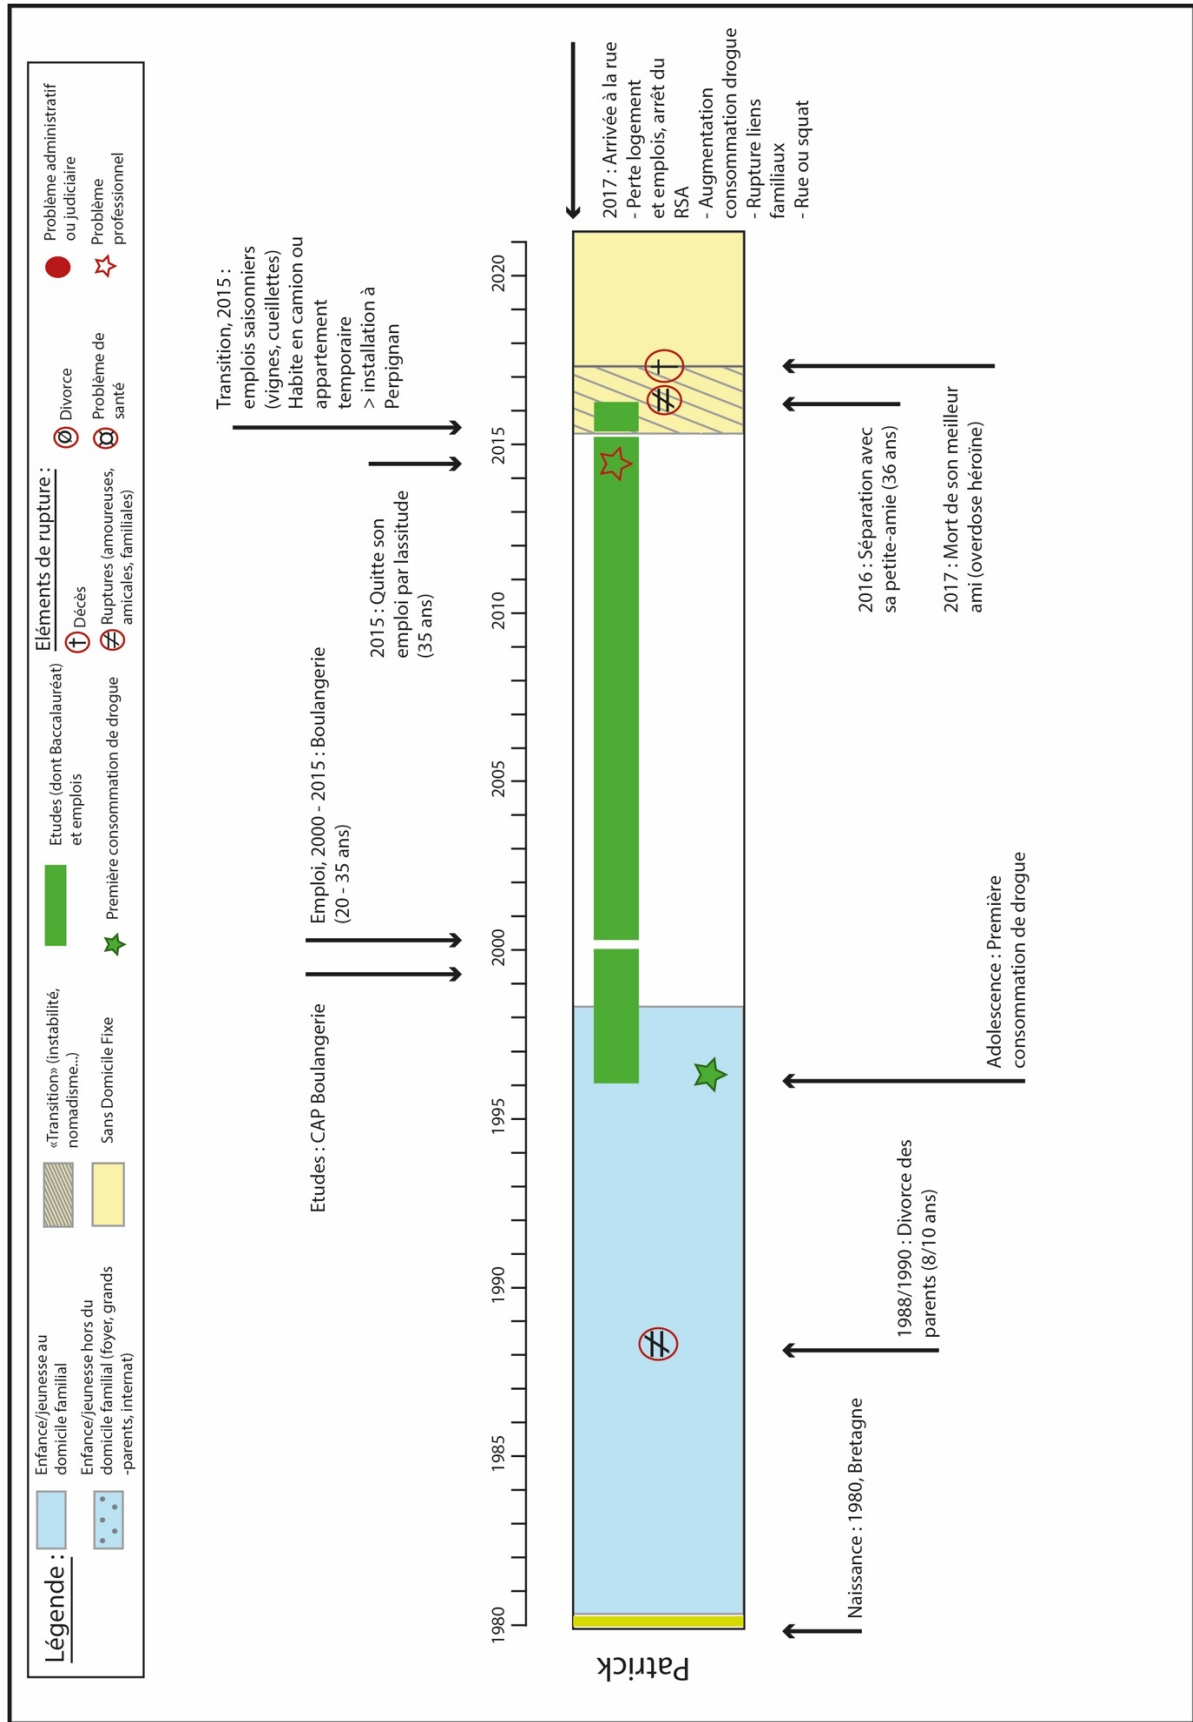 Légende :
Enfance/jeunesse au
domicile familial
Enfance/jeunesse hors du
domicile familial (foyer, grands
-parents, internat)
«Transition» (instabilité,
nomadisme...)
Sans Domicile Fixe
Etudes (dont Baccalauréat)
et emplois
Première consommation de drogue
Eléments de rupture :
Décès
Ruptures (amoureuses,
amicales, familiales)
Divorce
Problème de
santé
Problème administratif
ou judiciaire
Problème
professionnel
Etudes : CAP Boulangerie
Emploi, 2000 - 2015 : Boulangerie
(20 - 35 ans)
2015 : Quitte son
emploi par lassitude
(35 ans)
Transition, 2015 :
emplois saisonniers
(vignes, cueillettes)
Habite en camion ou
appartement
temporaire
> installation à
Perpignan
1980
1985
1990
1995
2000
2005
2010
2015
2020
Patrick
2017 : Arrivée à la rue
- Perte logement
et emplois, arrêt du
RSA
- Augmentation
consommation drogue
- Rupture liens
familiaux
- Rue ou squat
Naissance : 1980, Bretagne
1988/1990 : Divorce des
parents (8/10 ans)
Adolescence : Première
consommation de drogue
2016 : Séparation avec
sa petite-amie (36 ans)
2017 : Mort de son meilleur
ami (overdose héroïne)